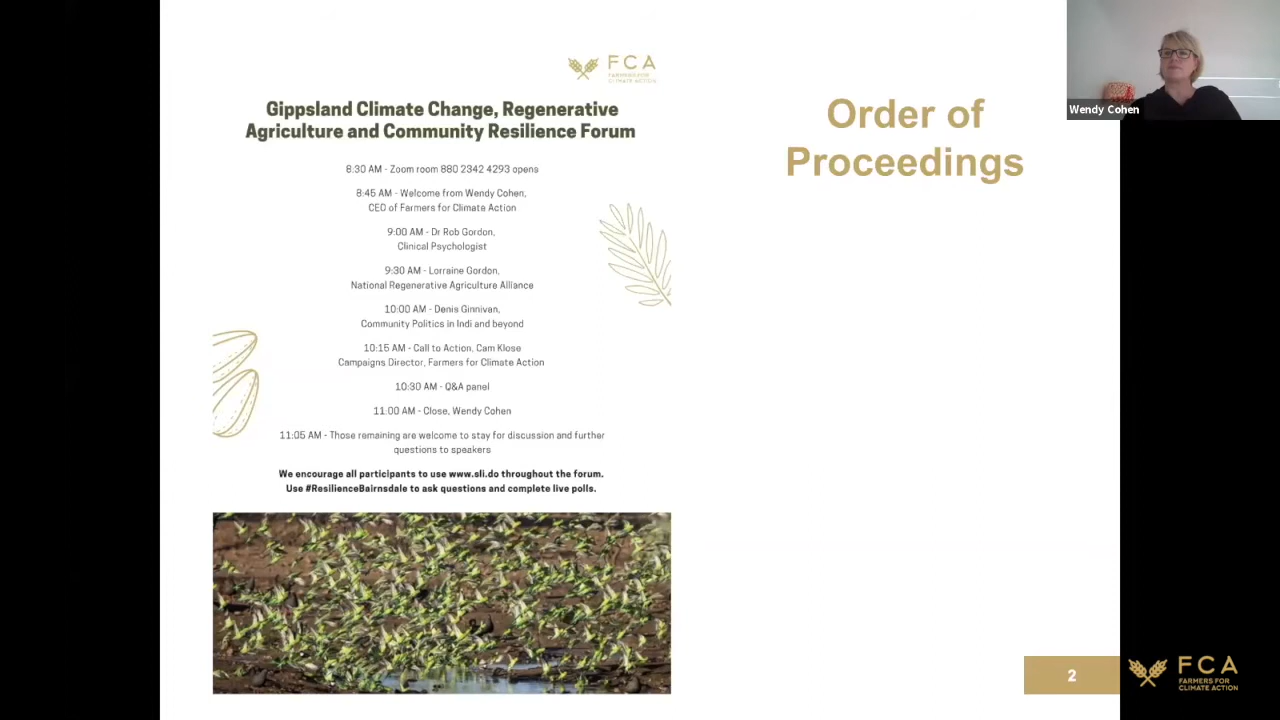 FCA
FARMERS FOR
CLIMATE ACTION
Gippsland Climate Change, Regenerative
Agriculture and Community Resilience Forum
8:30 AM - Zoom room 880 2342 4293 opens
8:45 AM - Welcome from Wendy Cohen,
CEO of Farmers for Climate Action
9:00 AM - Dr Rob Gordon,
Clinical Psychologist
9:30 AM - Lorraine Gordon,
National Regenerative Agriculture Alliance
10:00 AM - Denis Ginnivan,
Community Politics in Indi and beyond
10:15 AM - Call to Action, Cam Klose
Campaigns Director, Farmers for Climate Action
10:30 AM - Q&A panel
11:00 AM - Close, Wendy Cohen
11:05 AM - Those remaining are welcome to stay for discussion and further
questions to speakers
We encourage all participants to use www.sli.do throughout the forum.
Use #ResilienceBairnsdale to ask questions and complete live polls.
Order of
Proceedings
Wendy Cohen
2
FCA
FARMERS FOR
CLIMATE ACTION